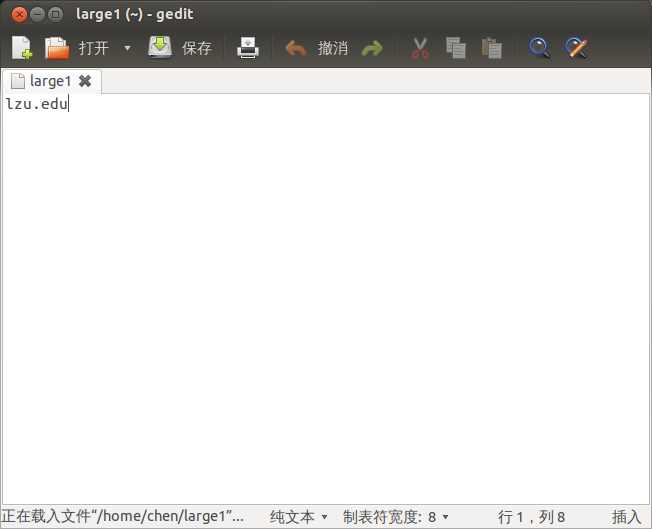 large1 (~) - gedit
打开 保存 撤消
large1
lzu.edu
正在载入文件“/home/chen/large1”... 纯文本 制表符宽度: 8 行 1，列 8 插入